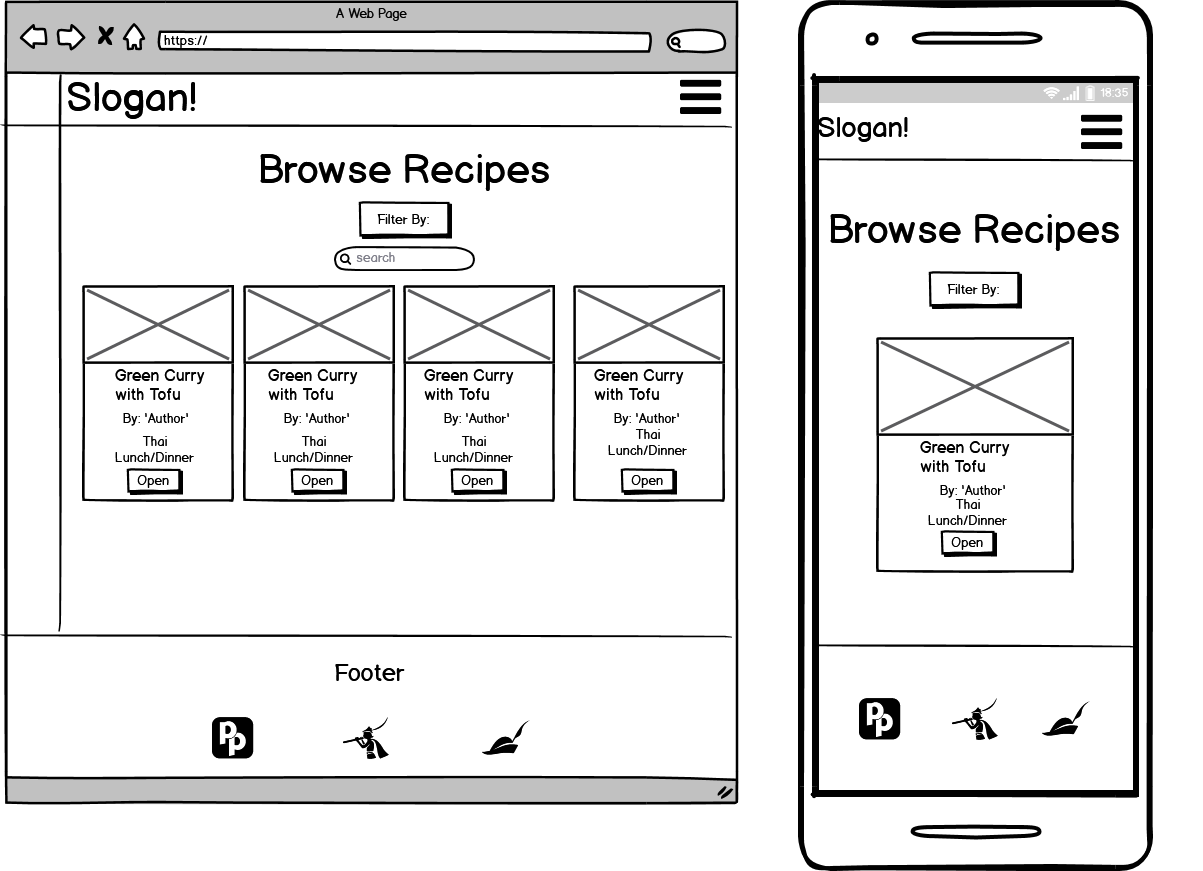 A Web Page
https://
Slogan!
Browse Recipes
Filter By:
search
Green Curry
with Tofu
By: 'Author'
Thai
Lunch/Dinner
Open
Green Curry
with Tofu
By: 'Author'
Thai
Lunch/Dinner
Open
Green Curry
with Tofu
By: 'Author'
Thai
Lunch/Dinner
Open
Green Curry
with Tofu
By: 'Author'
Thai
Lunch/Dinner
Open
Footer
PP
18:35
Slogan!
Browse Recipes
Filter By:
Green Curry
with Tofu
By: 'Author'
Thai
Lunch/Dinner
Open
PP